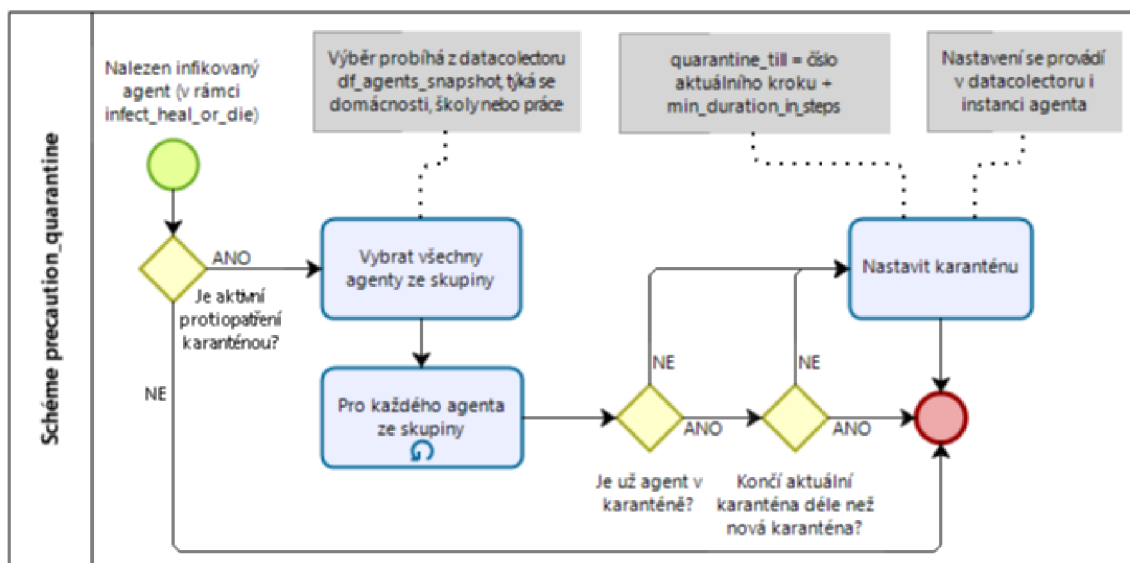 Schéme precaution_quarantine
Nalezen infikovaný
agent (v rámci
infect_heal_or_die)
Výběr probíhá z datacolectoru
df_agents_snapshot, týká se
domácnosti, školy nebo práce
quarantine_till = číslo
aktuálního kroku +
min_duration_in_steps
Nastavení se provádí
v datacolectoru i
instanci agenta
ANO
Je aktivní
protiopatření
karanténou?
NE
Vybrat všechny
agenty ze skupiny
Nastavit karanténu
Pro každého agenta
ze skupiny
NE
ANO
Je už agent v
karanténě?
NE
ANO
Končí aktuální
karanténa déle než
nová karanténa?